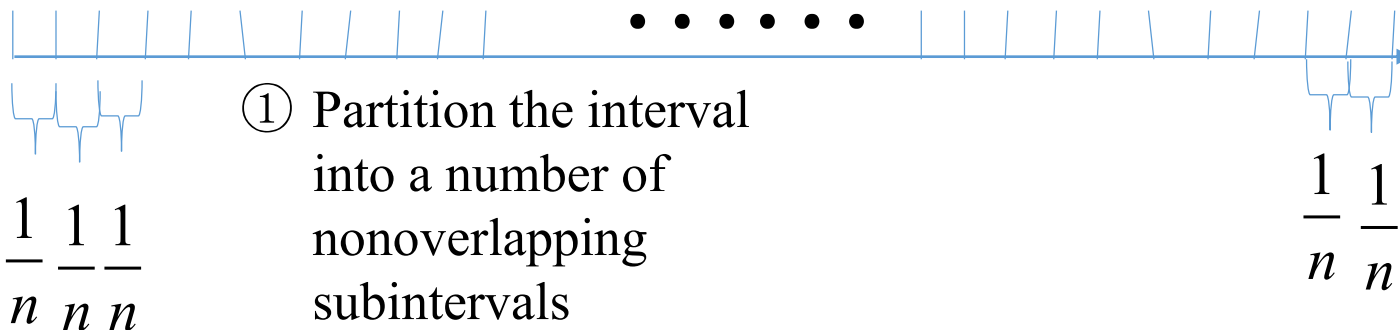 ① Partition the interval
into a number of
nonoverlapping
subintervals
1/n 1/n 1/n
1/n 1/n